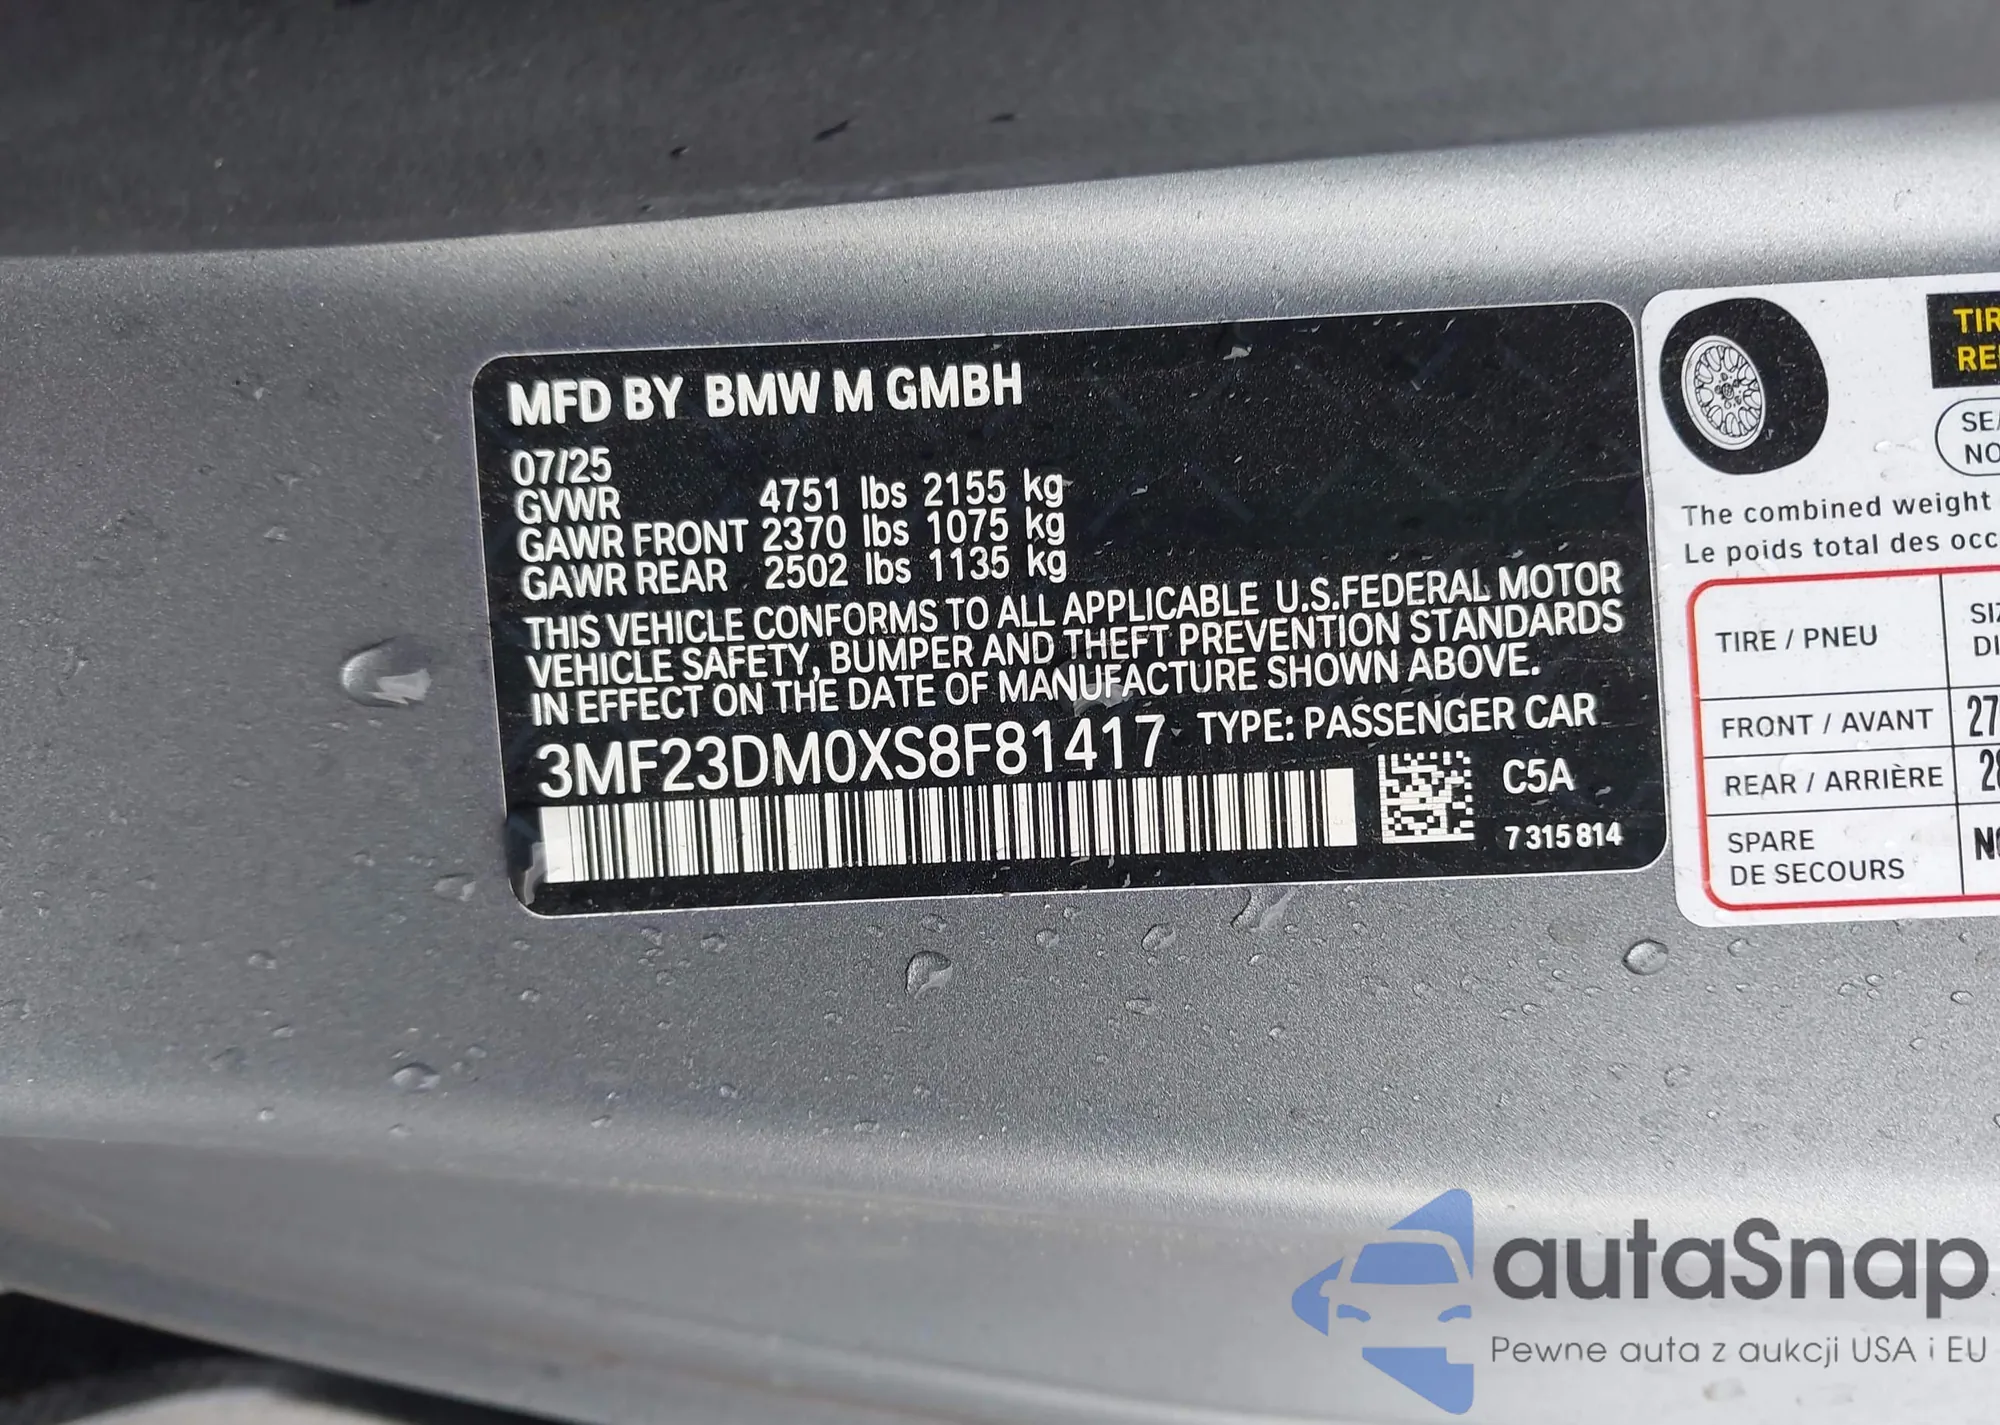 MFD BY BMW M GMBH
07/25
GVWR 4751 lbs 2155 kg
GAWR FRONT 2370 lbs 1075 kg
GAWR REAR 2502 lbs 1135 kg
THIS VEHICLE CONFORMS TO ALL APPLICABLE U.S.FEDERAL MOTOR
VEHICLE SAFETY, BUMPER AND THEFT PREVENTION STANDARDS
IN EFFECT ON THE DATE OF MANUFACTURE SHOWN ABOVE.
3MF23DM0XS8F81417 TYPE: PASSENGER CAR
C5A
7 315 814
The combined weight
Le poids total des
TIRE / PNEU
FRONT / AVANT
REAR / ARRIÈRE
SPARE
DE SECOURS
autaSnap
Pewne auta z aukcji USA i EU